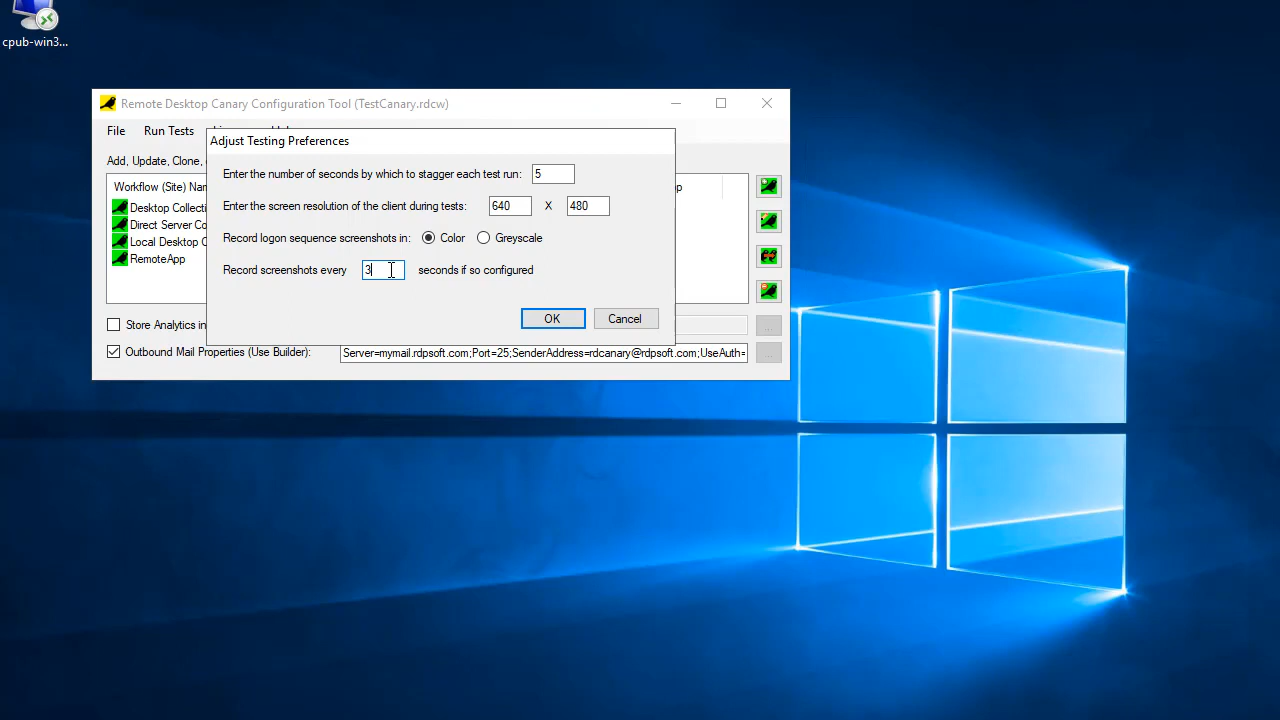 cpub-win3...
Remote Desktop Canary Configuration Tool (TestCanary.rdcw)
File Run Tests
Adjust Testing Preferences
Add, Update, Clone,
Enter the number of seconds by which to stagger each test run: 5
Workflow (Site) Nam
Desktop Collecti
Enter the screen resolution of the client during tests: 640 X 480
Direct Server Co
Record logon sequence screenshots in: Color Greyscale
Local Desktop C
RemoteApp
Record screenshots every 3 seconds if so configured
OK Cancel
Store Analytics in
...
Outbound Mail Properties (Use Builder): Server=mymail.rdpsoft.com;Port=25;SenderAddress=rdcanary@rdpsoft.com;UseAuth=
...